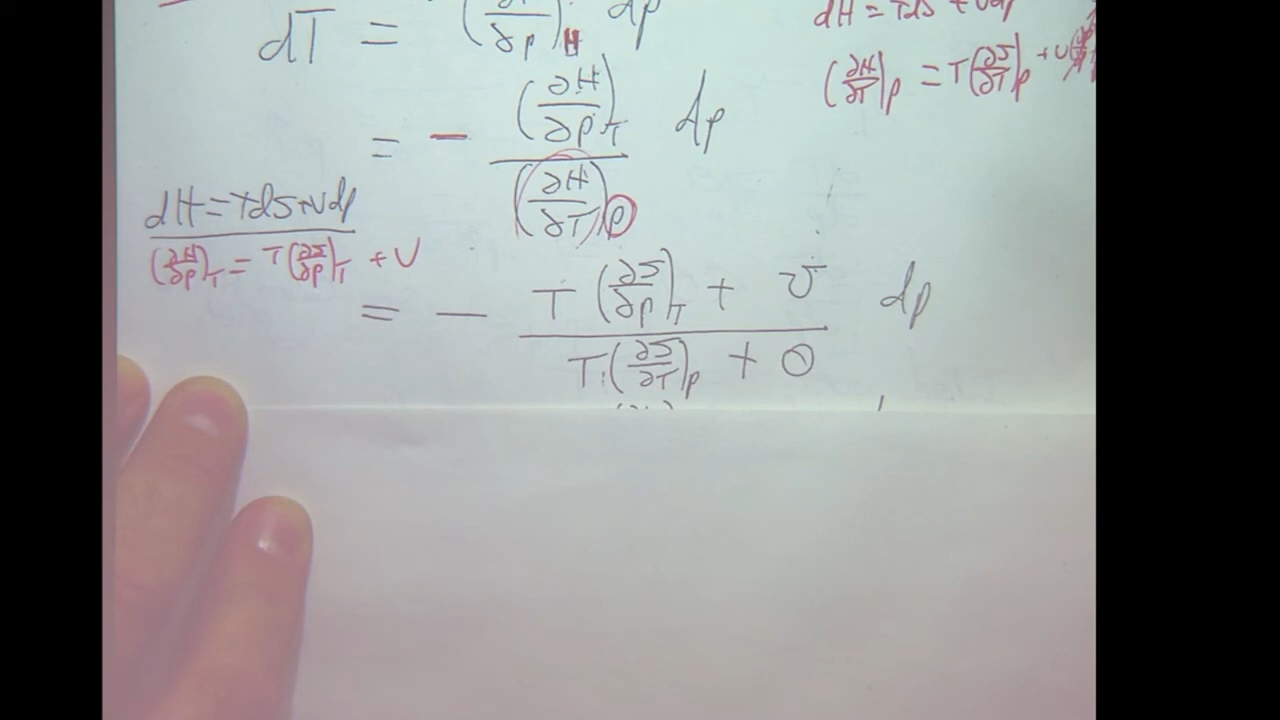 dT = (∂T/∂p)_H dp
dH = TdS + Vdp
(∂H/∂T)_p = T(∂S/∂T)_p + V
= - (∂H/∂p)_T / (∂H/∂T)_p dp
dH = TdS+Vdp
(∂H/∂p)_T = T(∂S/∂p)_T + V
= - T(∂S/∂p)_T + V / T(∂S/∂T)_p + 0 dp